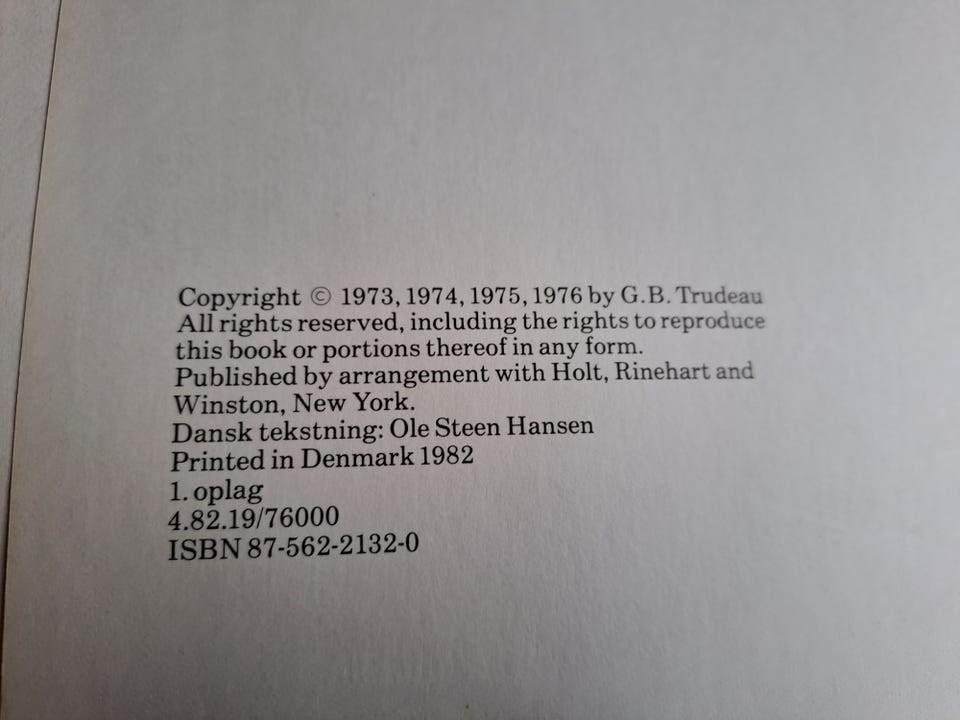 Copyright © 1973, 1974, 1975, 1976 by G.B. Trudeau
All rights reserved, including the rights to reproduce
this book or portions thereof in any form.
Published by arrangement with Holt, Rinehart and
Winston, New York.
Dansk tekstning: Ole Steen Hansen
Printed in Denmark 1982
1. oplag
4.82.19/76000
ISBN 87-562-2132-0